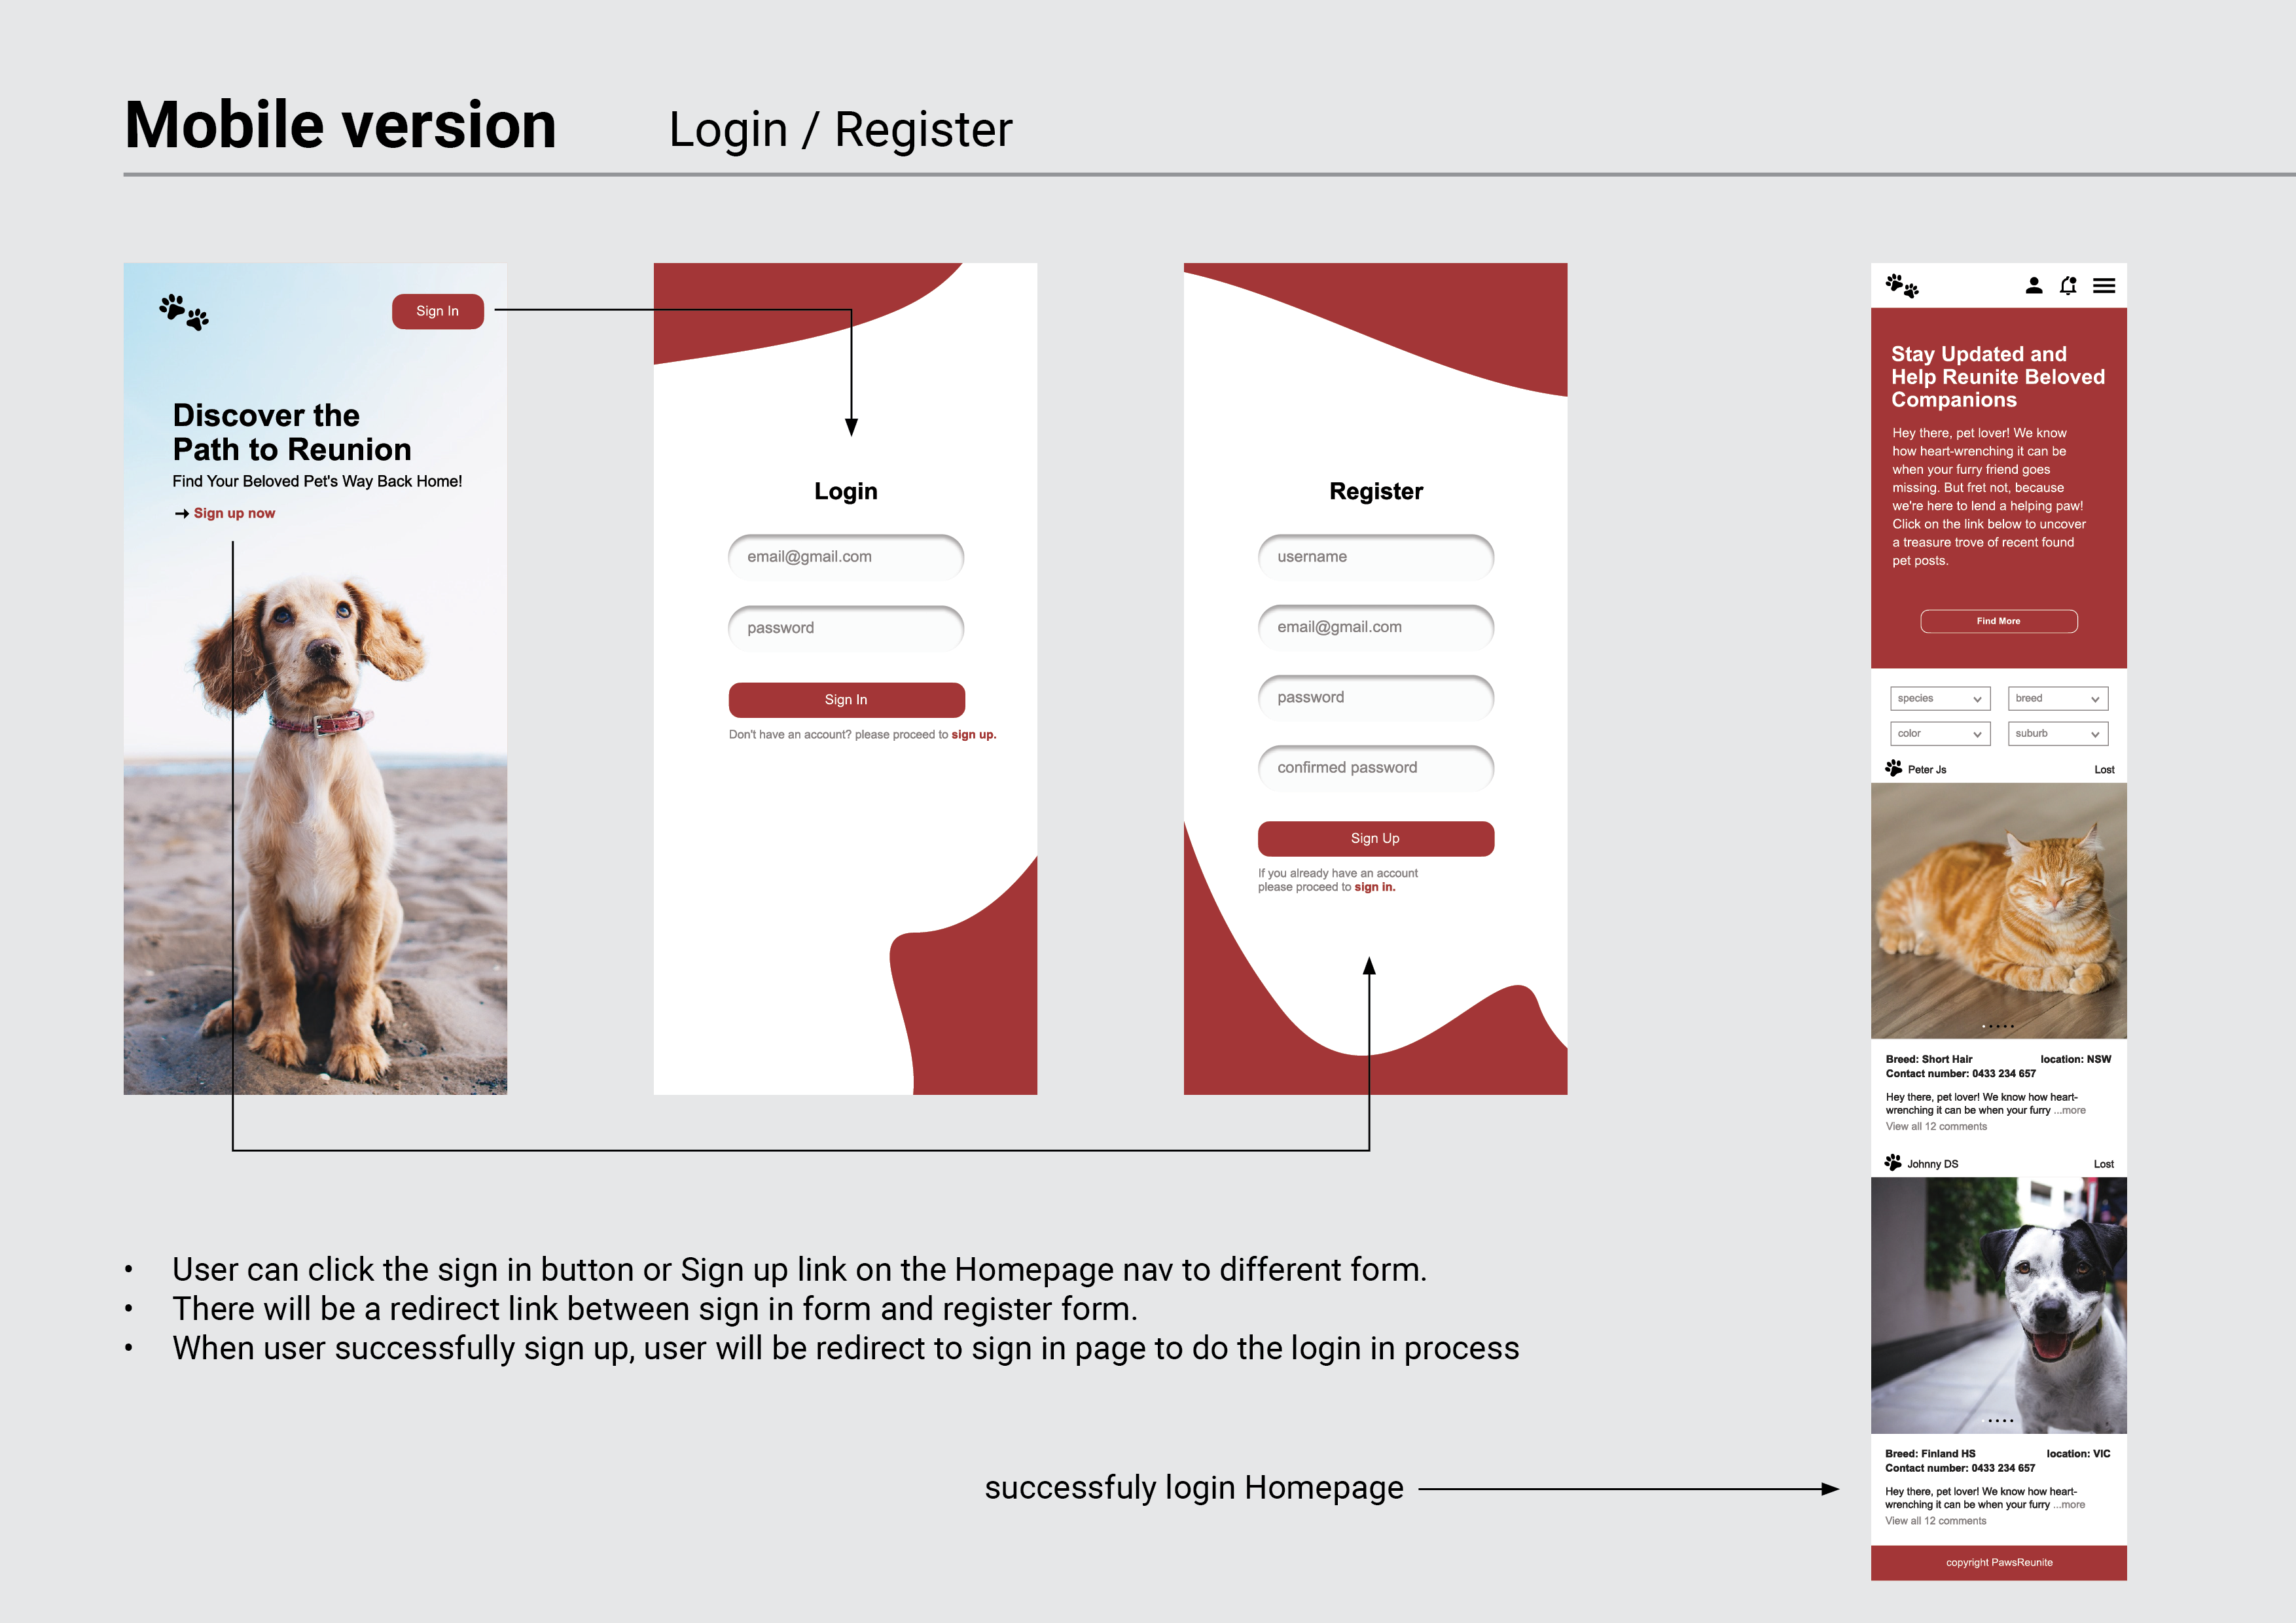 Mobile version
Login / Register
Sign In
Discover the
Path to Reunion
Find Your Beloved Pet's Way Back Home!
Sign up now
Login
email@gmail.com
password
Sign In
Don't have an account? please proceed to sign up.
Register
username
email@gmail.com
password
confirmed password
Sign Up
If you already have an account
please proceed to sign in.
Stay Updated and
Help Reunite Beloved
Companions
Hey there, pet lover! We know
how heart-wrenching it can be
when your furry friend goes
missing. But fret not, because
we're here to lend a helping paw!
Click on the link below to uncover
a treasure trove of recent found
pet posts.
Find More
species
breed
color
suburb
Peter Js
Lost
Breed: Short Hair
location: NSW
Contact number: 0433 234 657
Hey there, pet lover! We know how heart-
wrenching it can be when your furry ...more
View all 12 comments
Johnny DS
Lost
Breed: Finland HS
location: VIC
Contact number: 0433 234 657
Hey there, pet lover! We know how heart-
wrenching it can be when your furry ...more
View all 12 comments
copyright PawsReunite
• User can click the sign in button or Sign up link on the Homepage nav to different form.
• There will be a redirect link between sign in form and register form.
• When user successfully sign up, user will be redirect to sign in page to do the login in process
successfuly login Homepage